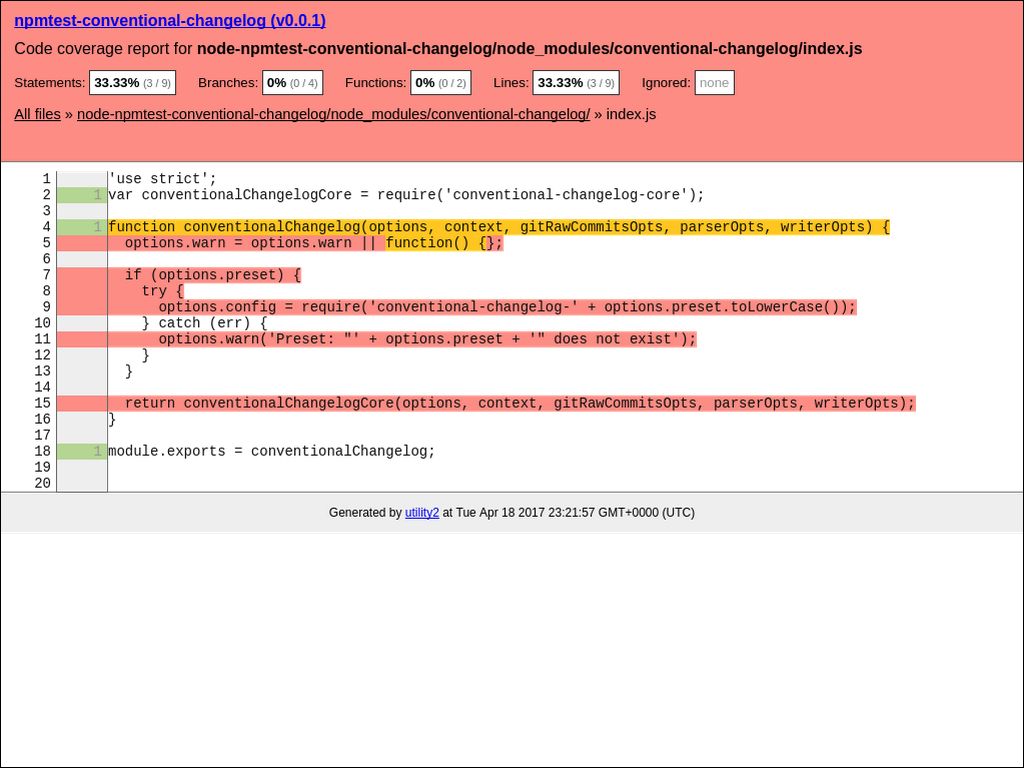 npmtest-conventional-changelog (v0.0.1)
Code coverage report for node-npmtest-conventional-changelog/node_modules/conventional-changelog/index.js
Statements: 33.33% (3 / 9) Branches: 0% (0 / 4) Functions: 0% (0 / 2) Lines: 33.33% (3 / 9) Ignored: none
All files » node-npmtest-conventional-changelog/node_modules/conventional-changelog/ » index.js
1 'use strict';
2 1 var conventionalChangelogCore = require('conventional-changelog-core');
3
4 1 function conventionalChangelog(options, context, gitRawCommitsOpts, parserOpts, writerOpts) {
5   options.warn = options.warn || function() {};
6
7   if (options.preset) {
8     try {
9       options.config = require('conventional-changelog-' + options.preset.toLowerCase());
10     } catch (err) {
11       options.warn('Preset: "' + options.preset + '" does not exist');
12     }
13   }
14
15   return conventionalChangelogCore(options, context, gitRawCommitsOpts, parserOpts, writerOpts);
16 }
17
18 1 module.exports = conventionalChangelog;
19
20
Generated by utility2 at Tue Apr 18 2017 23:21:57 GMT+0000 (UTC)